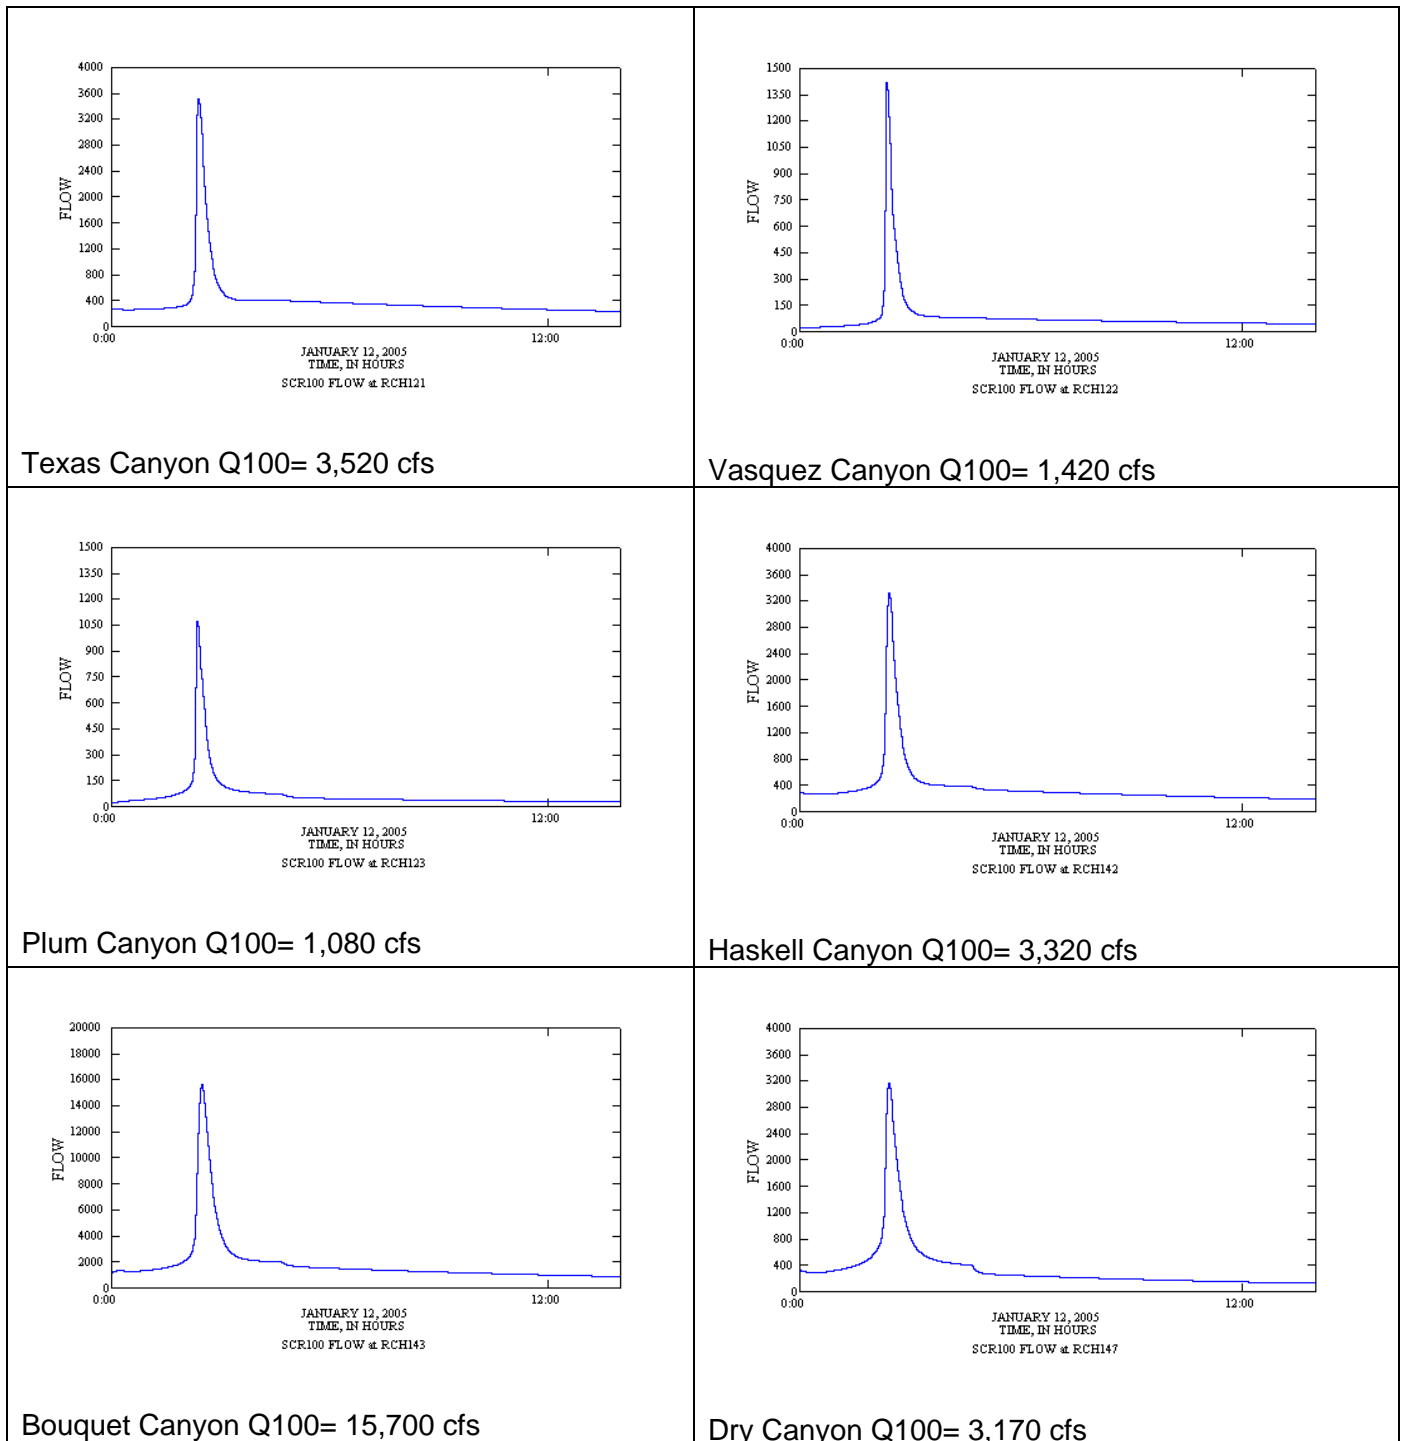 4000
3600
3200
2800
2400
2000
1600
1200
800
400
0
FLOW
0:00 12:00
JANUARY 12, 2005
TIME, IN HOURS
SCR100 FLOW at RCH121
Texas Canyon Q100= 3,520 cfs
1500
1350
1200
1050
900
750
600
450
300
150
0
FLOW
0:00 12:00
JANUARY 12, 2005
TIME, IN HOURS
SCR100 FLOW at RCH122
Vasquez Canyon Q100= 1,420 cfs
1500
1350
1200
1050
900
750
600
450
300
150
0
FLOW
0:00 12:00
JANUARY 12, 2005
TIME, IN HOURS
SCR100 FLOW at RCH123
Plum Canyon Q100= 1,080 cfs
4000
3600
3200
2800
2400
2000
1600
1200
800
400
0
FLOW
0:00 12:00
JANUARY 12, 2005
TIME, IN HOURS
SCR100 FLOW at RCH142
Haskell Canyon Q100= 3,320 cfs
20000
18000
16000
14000
12000
10000
8000
6000
4000
2000
0
FLOW
0:00 12:00
JANUARY 12, 2005
TIME, IN HOURS
SCR100 FLOW at RCH143
Bouquet Canyon Q100= 15,700 cfs
4000
3600
3200
2800
2400
2000
1600
1200
800
400
0
FLOW
0:00 12:00
JANUARY 12, 2005
TIME, IN HOURS
SCR100 FLOW at RCH147
Dry Canyon Q100= 3,170 cfs